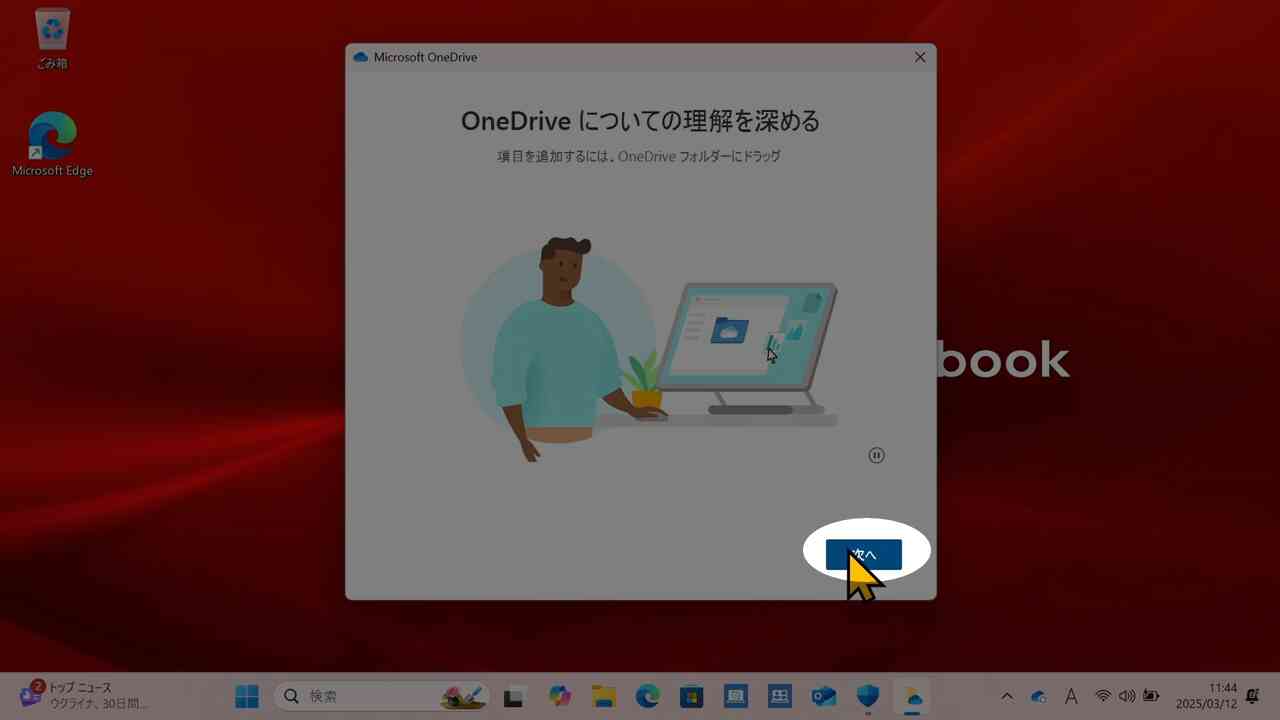 ごみ箱
Microsoft Edge
Microsoft OneDrive
OneDrive についての理解を深める
項目を追加するには、OneDrive フォルダーにドラッグ
book
次へ
2
トップ ニュース
ウクライナ、30日間...
検索
A
11:44
2025/03/12